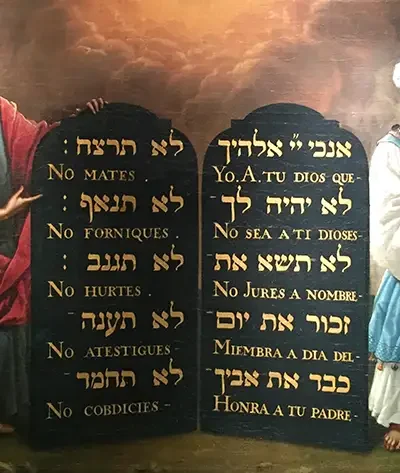 אנכי יי אלהיך
YO. A. TU DIOS QUE-
לא יהיה לך
NO SEA A TI DIOSES-
לא תשא את
NO JURES A NOMBRE-
זכור את יום
MIEMBRA A DIA DEL-
כבד את אביך
HONRA A TU PADRE-
לא תרצח :
NO MATES .
לא תנאף :
NO FORNIQUES .
לא תגנב :
NO HURTES .
לא תענה
NO ATESTIGUES -
לא תחמד
NO COBDICIES -